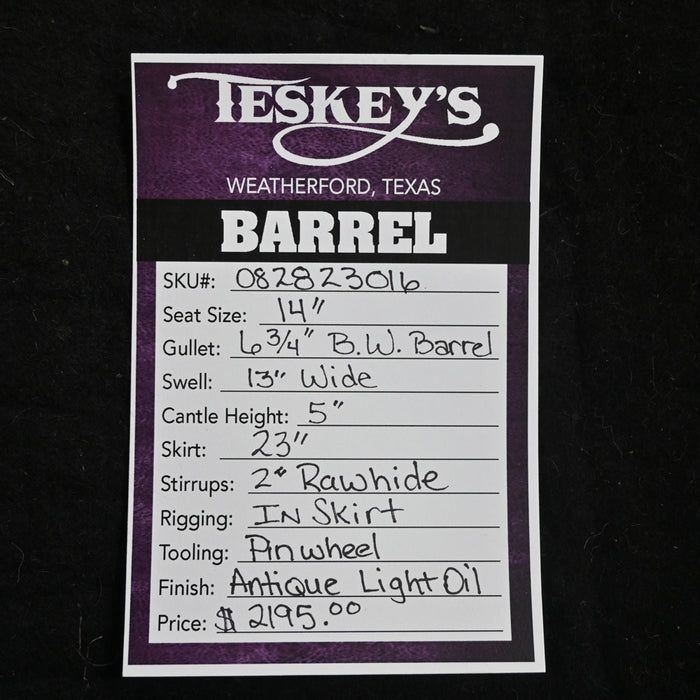 TESKEY'S
WEATHERFORD, TEXAS
BARREL
SKU#: 082823016
Seat Size: 14"
Gullet: 6 3/4" B.W. Barrel
Swell: 13" Wide
Cantle Height: 5"
Skirt: 23"
Stirrups: 2" Rawhide
Rigging: IN Skirt
Tooling: Pinwheel
Finish: Antique Light Oil
Price: $ 2195.00